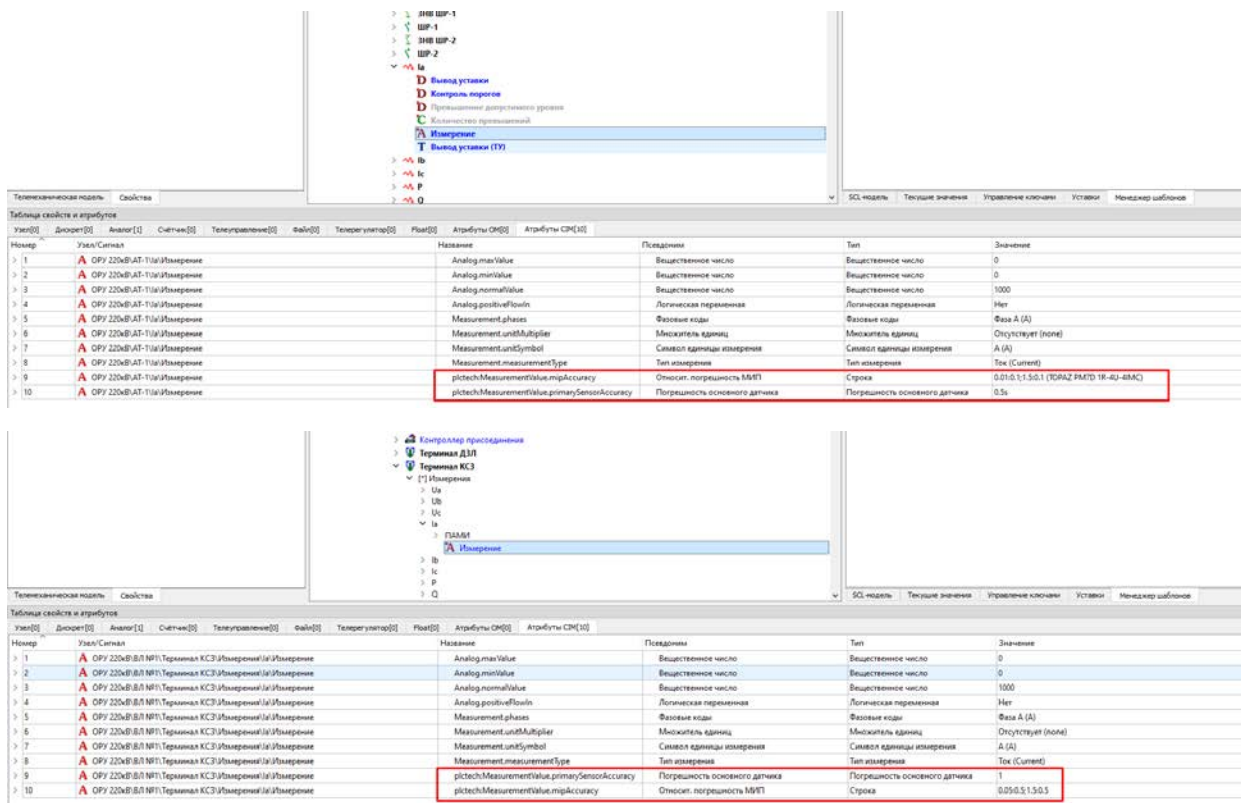 ЗНВ ШР-1
ШР-1
ЗНВ ШР-2
ШР-2
Ia
Вывод уставки
Контроль порогов
Превышение допустимого уровня
Количество превышений
Измерение
Вывод уставки (ТУ)
Ib
Ic
P
Q
Телемеханическая модель Свойства
SCL-модель Текущие значения Управление ключами Уставки Менеджер шаблонов
Таблица свойств и атрибутов
Узел[0] Дискрет[0] Аналог[1] Счётчик[0] Телеуправление[0] Файл[0] Телерегулятор[0] Float[0] Атрибуты OM[0] Атрибуты CIM[10]
Номер Узел/Сигнал Название Псевдоним Тип Значение
1 А ОРУ 220кВ\АТ-1\Ia\Измерение Analog.maxValue Вещественное число Вещественное число 0
2 А ОРУ 220кВ\АТ-1\Ia\Измерение Analog.minValue Вещественное число Вещественное число 0
3 А ОРУ 220кВ\АТ-1\Ia\Измерение Analog.normalValue Вещественное число Вещественное число 1000
4 А ОРУ 220кВ\АТ-1\Ia\Измерение Analog.positiveFlowIn Логическая переменная Логическая переменная Нет
5 А ОРУ 220кВ\АТ-1\Ia\Измерение Measurement.phases Фазовые коды Фазовые коды Фаза A (A)
6 А ОРУ 220кВ\АТ-1\Ia\Измерение Measurement.unitMultiplier Множитель единиц Множитель единиц Отсутствует (none)
7 А ОРУ 220кВ\АТ-1\Ia\Измерение Measurement.unitSymbol Символ единицы измерения Символ единицы измерения А (A)
8 А ОРУ 220кВ\АТ-1\Ia\Измерение Measurement.measurementType Тип измерения Тип измерения Ток (Current)
9 А ОРУ 220кВ\АТ-1\Ia\Измерение plctech:MeasurementValue.mipAccuracy Относит. погрешность МИП Строка 0.01:0.1;1.5:0.1 (TOPAZ PM7D 1R-4U-4IMC)
10 А ОРУ 220кВ\АТ-1\Ia\Измерение plctech:MeasurementValue.primarySensorAccuracy Погрешность основного датчика Погрешность основного датчика 0.5s
Контроллер присоединения
Терминал ДЗЛ
Терминал КСЗ
[*] Измерения
Ua
Ub
Uc
Ia
ПАМИ
Измерение
Ib
Ic
P
Q
Телемеханическая модель Свойства
SCL-модель Текущие значения Управление ключами Уставки Менеджер шаблонов
Таблица свойств и атрибутов
Узел[0] Дискрет[0] Аналог[1] Счётчик[0] Телеуправление[0] Файл[0] Телерегулятор[0] Float[0] Атрибуты OM[0] Атрибуты CIM[10]
Номер Узел/Сигнал Название Псевдоним Тип Значение
1 А ОРУ 220кВ\ВЛ №1\Терминал КСЗ\Измерения\Ia\Измерение Analog.maxValue Вещественное число Вещественное число 0
2 А ОРУ 220кВ\ВЛ №1\Терминал КСЗ\Измерения\Ia\Измерение Analog.minValue Вещественное число Вещественное число 0
3 А ОРУ 220кВ\ВЛ №1\Терминал КСЗ\Измерения\Ia\Измерение Analog.normalValue Вещественное число Вещественное число 1000
4 А ОРУ 220кВ\ВЛ №1\Терминал КСЗ\Измерения\Ia\Измерение Analog.positiveFlowIn Логическая переменная Логическая переменная Нет
5 А ОРУ 220кВ\ВЛ №1\Терминал КСЗ\Измерения\Ia\Измерение Measurement.phases Фазовые коды Фазовые коды Фаза A (A)
6 А ОРУ 220кВ\ВЛ №1\Терминал КСЗ\Измерения\Ia\Измерение Measurement.unitMultiplier Множитель единиц Множитель единиц Отсутствует (none)
7 А ОРУ 220кВ\ВЛ №1\Терминал КСЗ\Измерения\Ia\Измерение Measurement.unitSymbol Символ единицы измерения Символ единицы измерения А (A)
8 А ОРУ 220кВ\ВЛ №1\Терминал КСЗ\Измерения\Ia\Измерение Measurement.measurementType Тип измерения Тип измерения Ток (Current)
9 А ОРУ 220кВ\ВЛ №1\Терминал КСЗ\Измерения\Ia\Измерение plctech:MeasurementValue.primarySensorAccuracy Погрешность основного датчика Погрешность основного датчика 1
10 А ОРУ 220кВ\ВЛ №1\Терминал КСЗ\Измерения\Ia\Измерение plctech:MeasurementValue.mipAccuracy Относит. погрешность МИП Строка 0.05:0.5;1.5:0.5